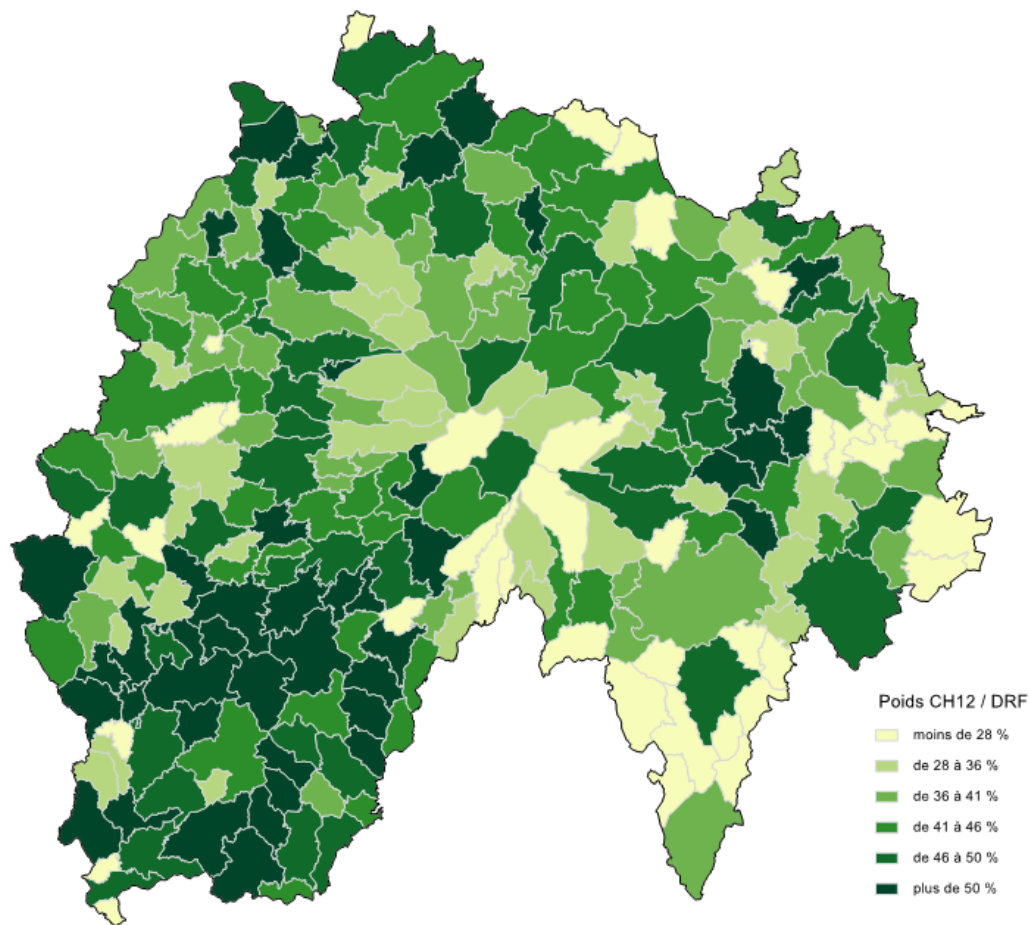 Poids CH12 / DRF
moins de 28 %
de 28 à 36 %
de 36 à 41 %
de 41 à 46 %
de 46 à 50 %
plus de 50 %